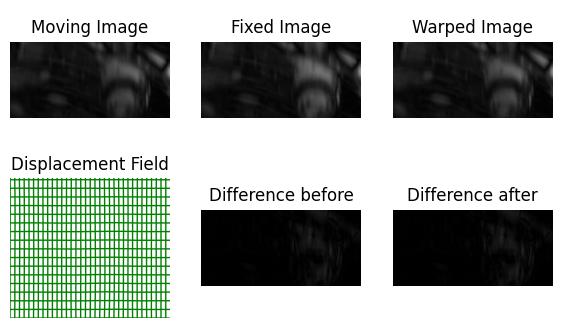 Moving Image
Fixed Image
Warped Image
Displacement Field
Difference before
Difference after